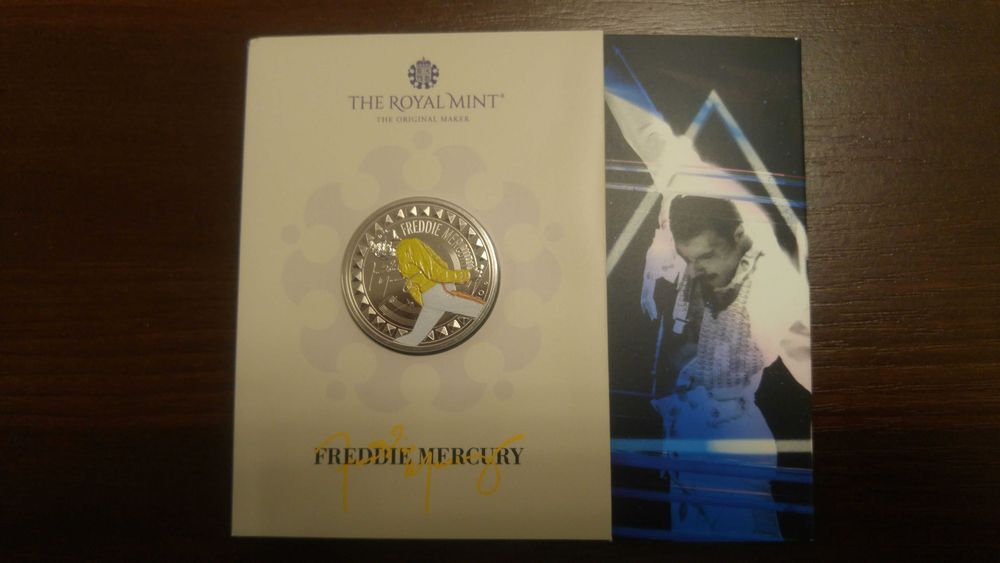 THE ROYAL MINT®
THE ORIGINAL MAKER
FREDDIE MERCURY
FREDDIE MERCURY